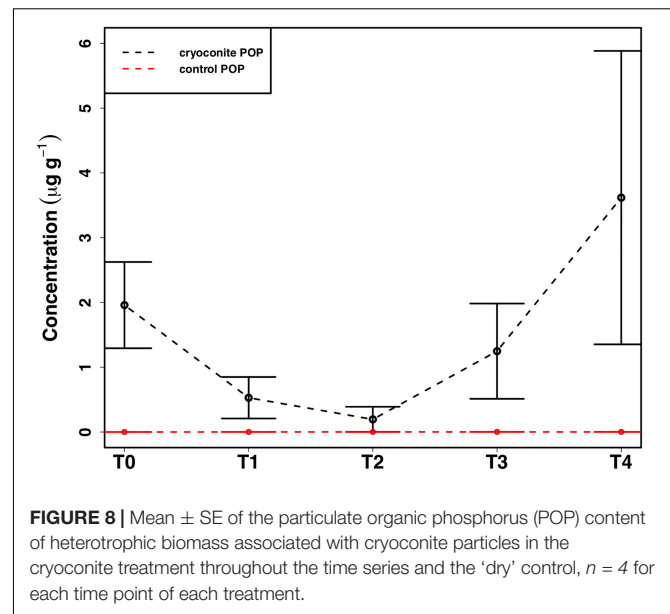 cryoconite POP
control POP
Concentration (µg g⁻¹)
6
5
4
3
2
1
0
T0 T1 T2 T3 T4
FIGURE 8 | Mean ± SE of the particulate organic phosphorus (POP) content
of heterotrophic biomass associated with cryoconite particles in the
cryoconite treatment throughout the time series and the ‘dry’ control, n = 4 for
each time point of each treatment.